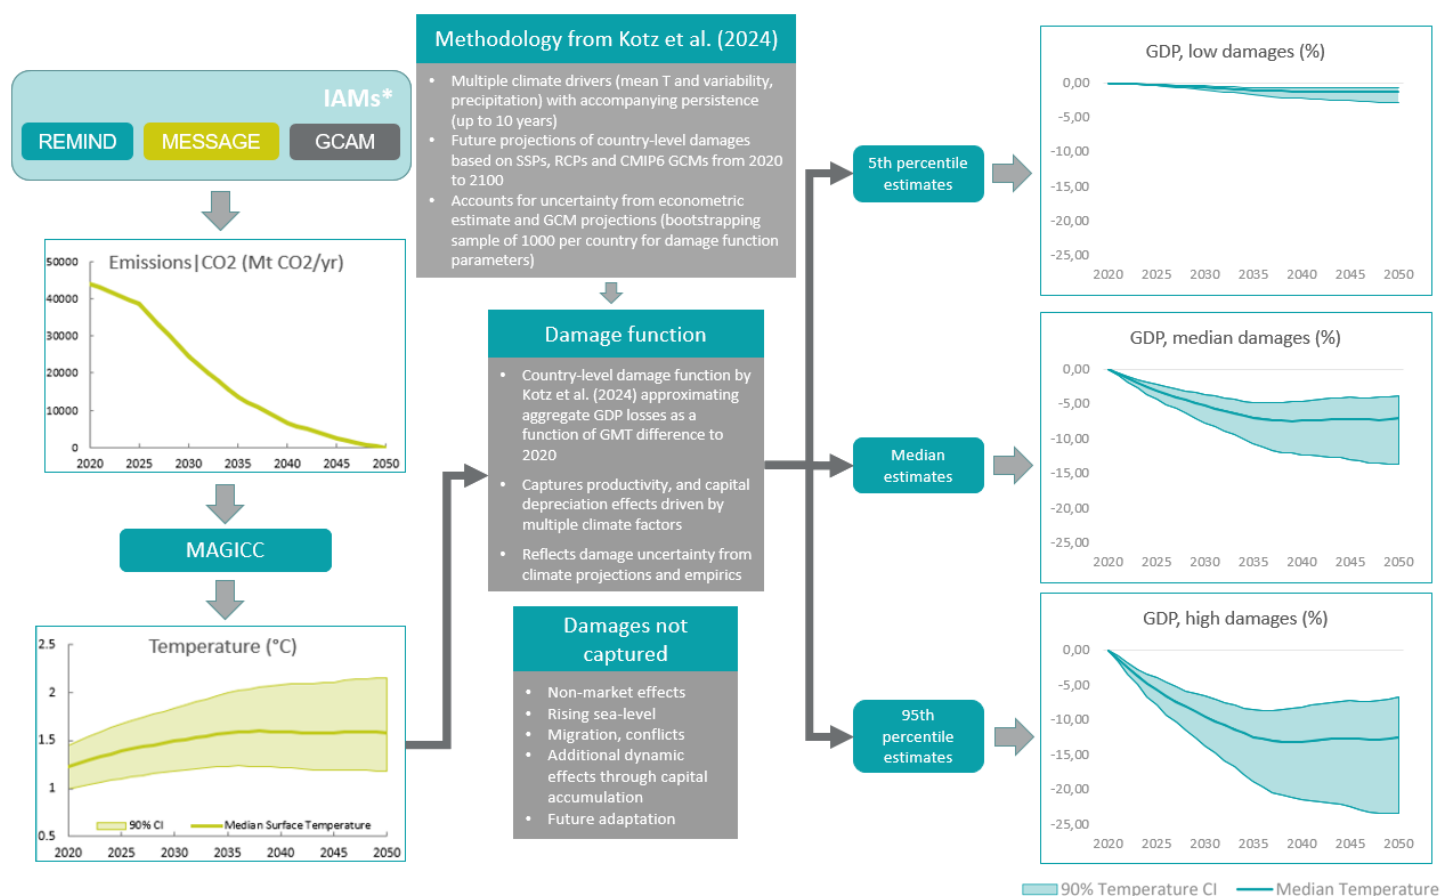 IAMs*
REMIND
MESSAGE
GCAM
Emissions|CO2 (Mt CO2/yr)
50000
40000
30000
20000
10000
0
2020 2025 2030 2035 2040 2045 2050
MAGICC
Temperature (°C)
2.5
2
1.5
1
0.5
90% CI
Median Surface Temperature
2020 2025 2030 2035 2040 2045 2050
Methodology from Kotz et al. (2024)
• Multiple climate drivers (mean T and variability,
precipitation) with accompanying persistence
(up to 10 years)
• Future projections of country-level damages
based on SSPs, RCPs and CMIP6 GCMs from 2020
to 2100
• Accounts for uncertainty from econometric
estimate and GCM projections (bootstrapping
sample of 1000 per country for damage function
parameters)
Damage function
• Country-level damage function by
Kotz et al. (2024) approximating
aggregate GDP losses as a
function of GMT difference to
2020
• Captures productivity, and capital
depreciation effects driven by
multiple climate factors
• Reflects damage uncertainty from
climate projections and empirics
Damages not
captured
• Non-market effects
• Rising sea-level
• Migration, conflicts
• Additional dynamic
effects through capital
accumulation
• Future adaptation
5th percentile
estimates
Median
estimates
95th
percentile
estimates
GDP, low damages (%)
0,00
-5,00
-10,00
-15,00
-20,00
-25,00
2020 2025 2030 2035 2040 2045 2050
GDP, median damages (%)
0,00
-5,00
-10,00
-15,00
-20,00
-25,00
2020 2025 2030 2035 2040 2045 2050
GDP, high damages (%)
0,00
-5,00
-10,00
-15,00
-20,00
-25,00
2020 2025 2030 2035 2040 2045 2050
90% Temperature CI
Median Temperature